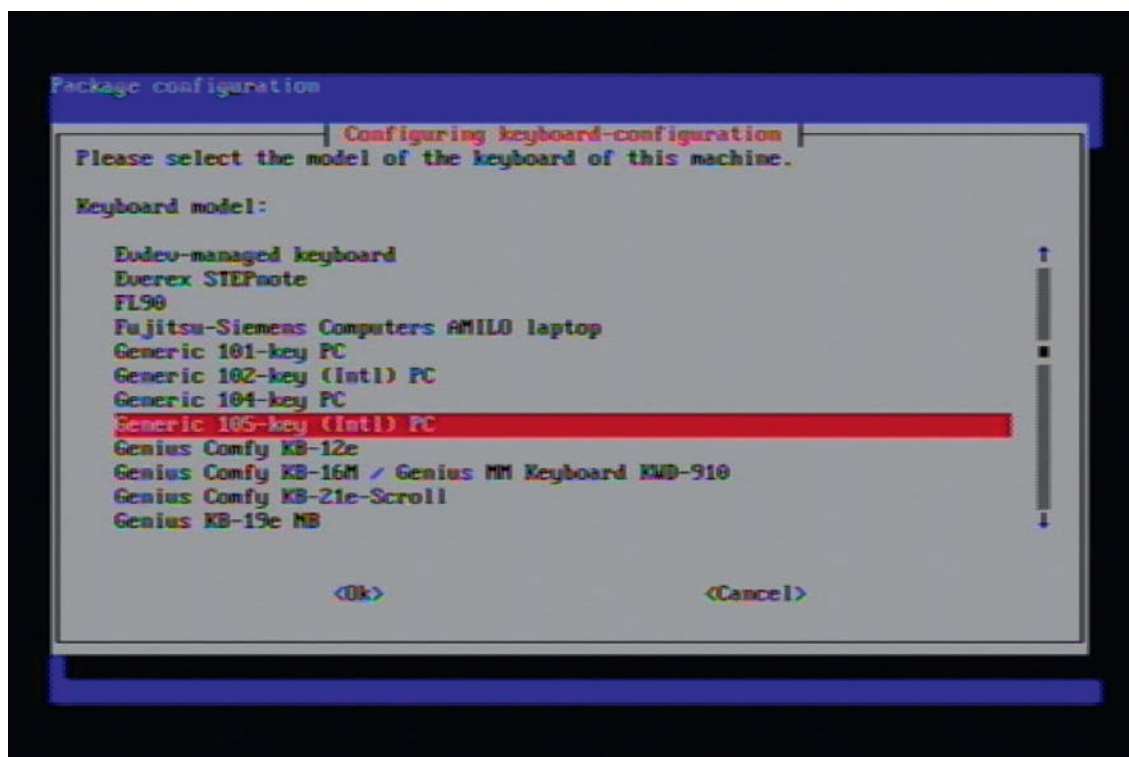 Package configuration
Configuring keyboard-configuration
Please select the model of the keyboard of this machine.
Keyboard model:
Evdev-managed keyboard
Everex STEPnote
FL90
Fujitsu-Siemens Computers AMILO laptop
Generic 101-key PC
Generic 102-key (Intl) PC
Generic 104-key PC
Generic 105-key (Intl) PC
Genius Comfy KB-12e
Genius Comfy KB-16M / Genius MM Keyboard KWD-910
Genius Comfy KB-21e-Scroll
Genius KB-19e NB
<Ok> <Cancel>